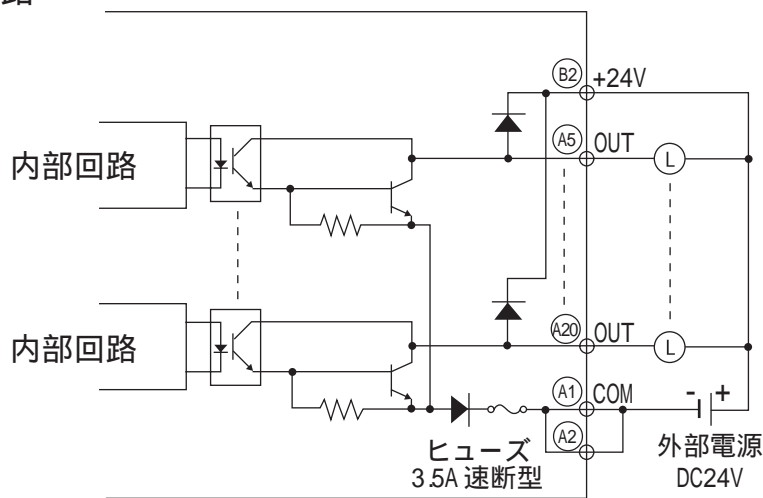 B2 +24V
A5 OUT
内部回路
L
A20 OUT
内部回路
L
A1 COM
- +
A2
ヒューズ
3.5A 速断型
外部電源
DC24V